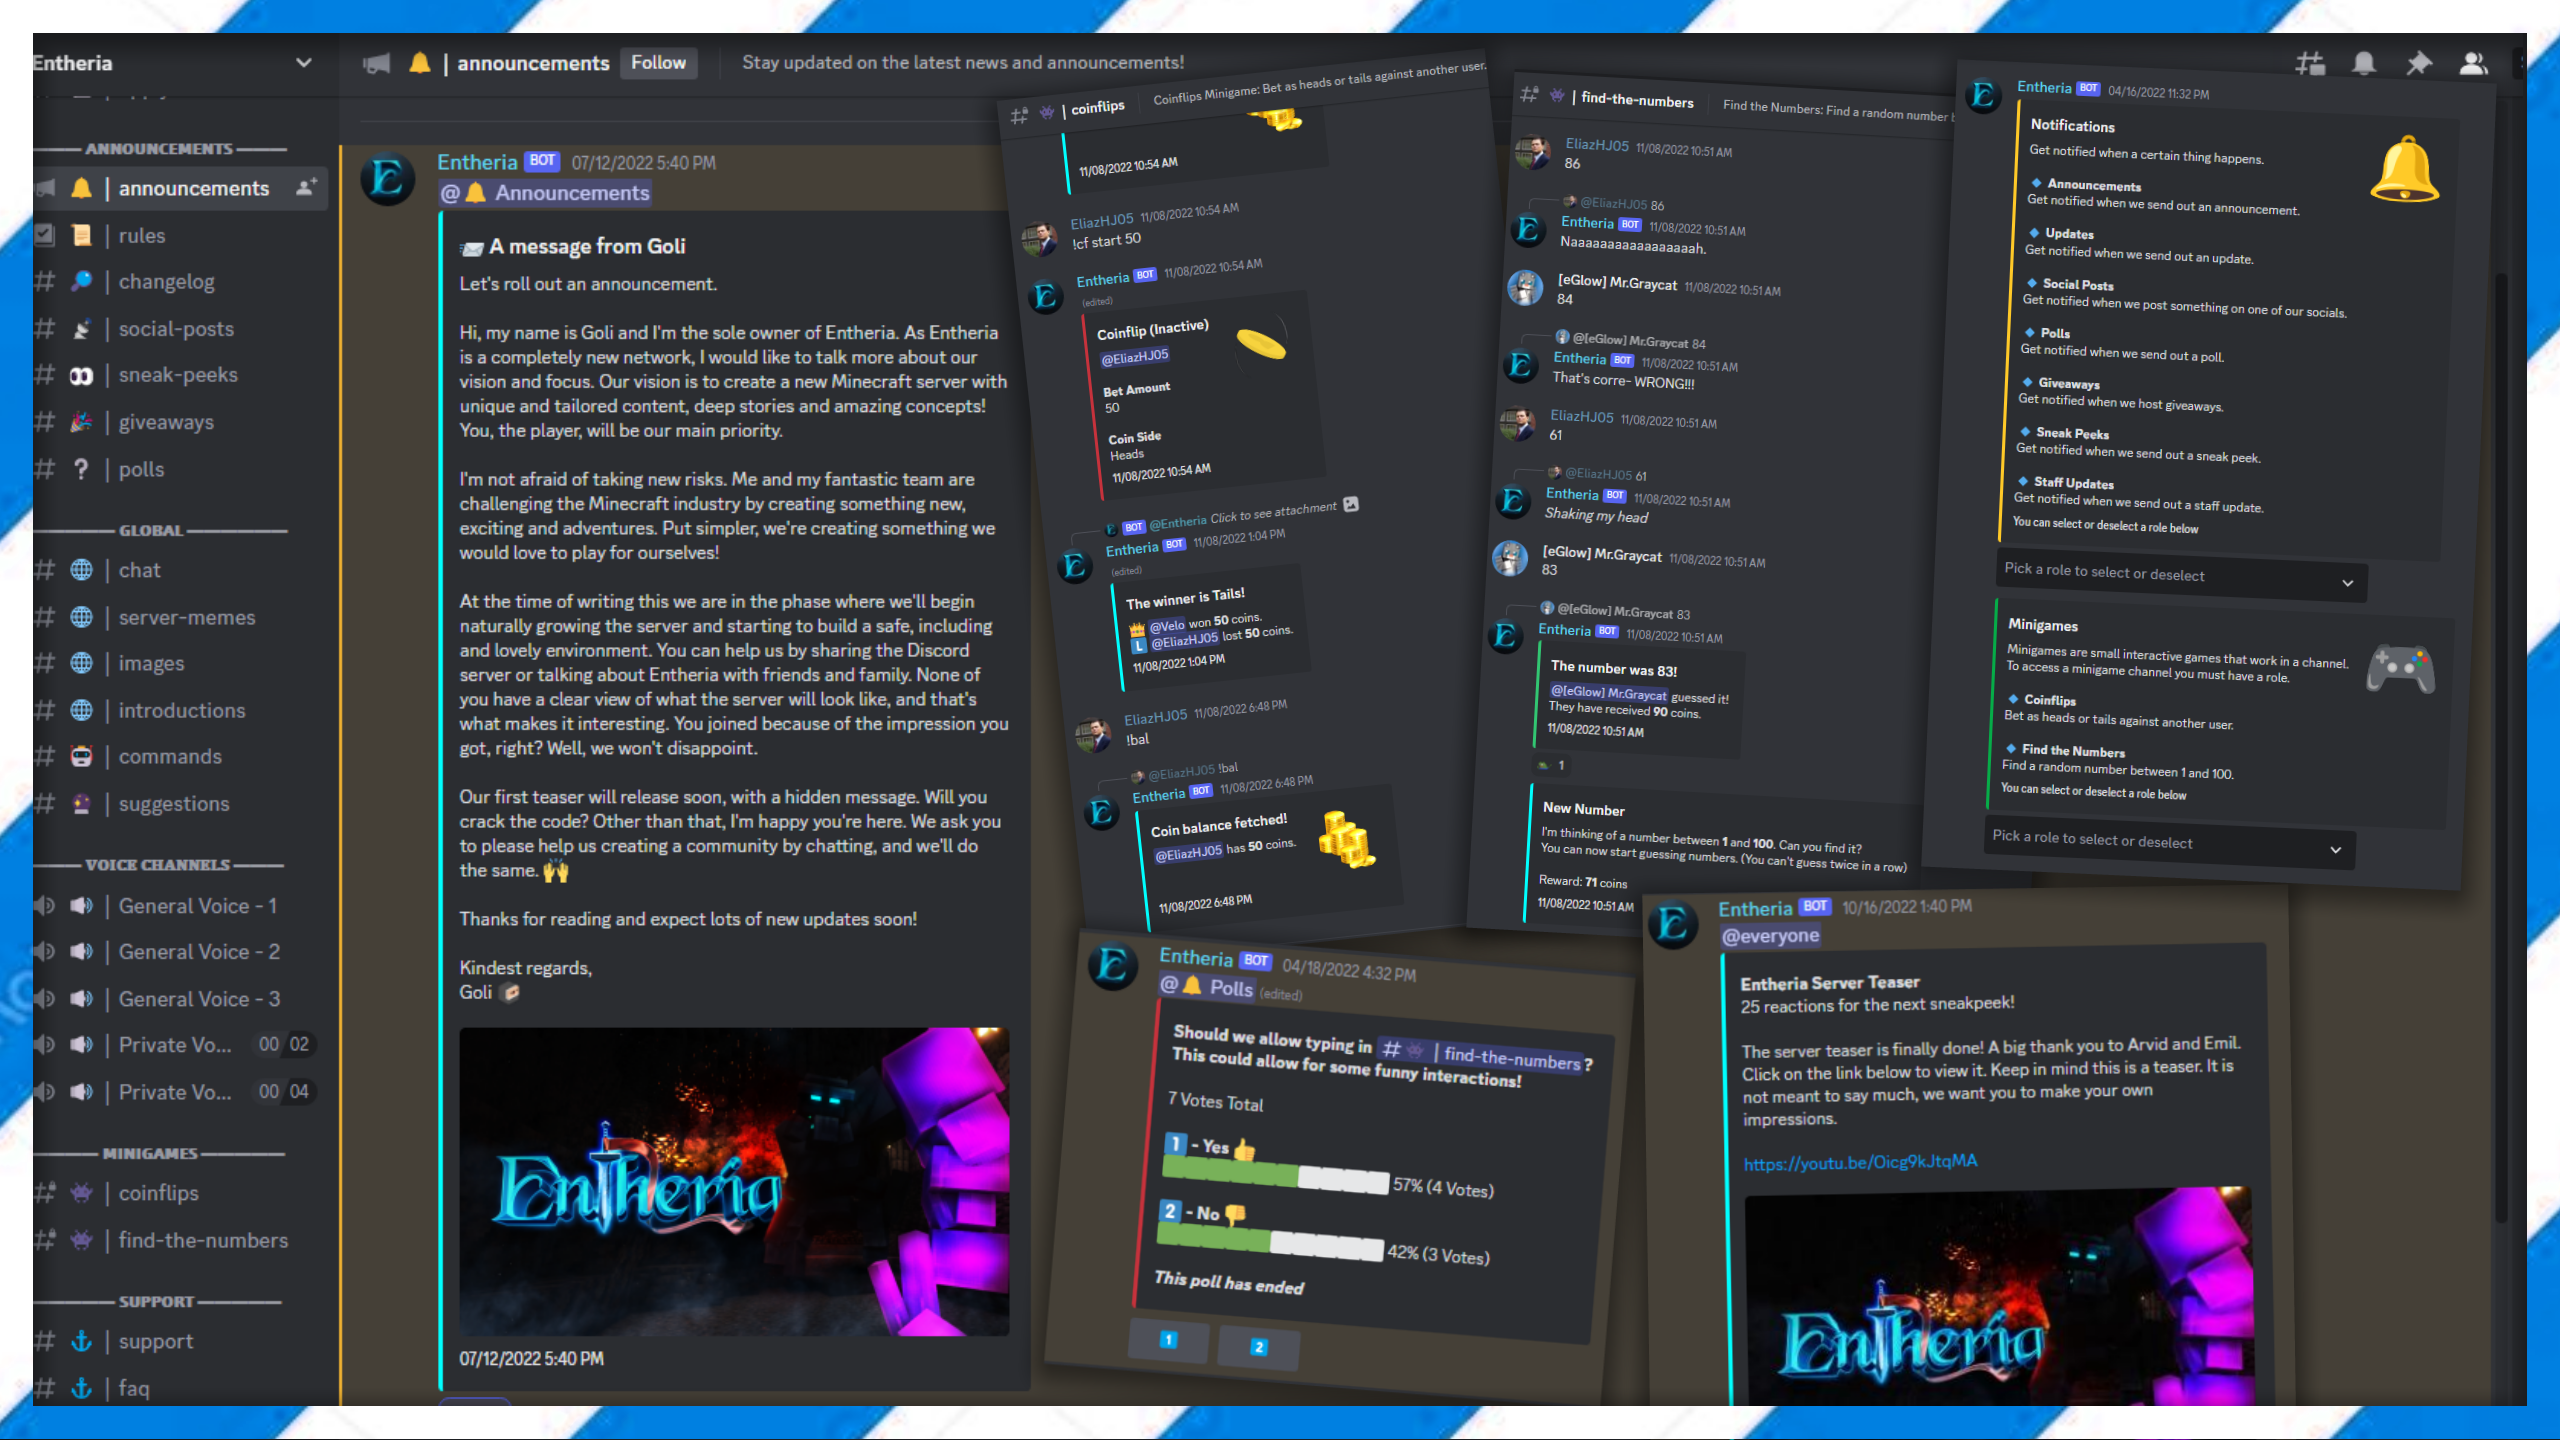 Entheria
ANNOUNCEMENTS
| announcements
| rules
| changelog
| social-posts
| sneak-peeks
| giveaways
? | polls
GLOBAL
| chat
| server-memes
| images
| introductions
| commands
| suggestions
VOICE CHANNELS
| General Voice - 1
| General Voice - 2
| General Voice - 3
| Private Vo... 00 02
| Private Vo... 00 04
MINIGAMES
| coinflips
| find-the-numbers
SUPPORT
| support
| faq
| announcements Follow Stay updated on the latest news and announcements!
Entheria BOT 07/12/2022 5:40 PM
@🔔 Announcements
📨 A message from Goli
Let's roll out an announcement.
Hi, my name is Goli and I'm the sole owner of Entheria. As Entheria
is a completely new network, I would like to talk more about our
vision and focus. Our vision is to create a new Minecraft server with
unique and tailored content, deep stories and amazing concepts!
You, the player, will be our main priority.
I'm not afraid of taking new risks. Me and my fantastic team are
challenging the Minecraft industry by creating something new,
exciting and adventures. Put simpler, we're creating something we
would love to play for ourselves!
At the time of writing this we are in the phase where we'll begin
naturally growing the server and starting to build a safe, including
and lovely environment. You can help us by sharing the Discord
server or talking about Entheria with friends and family. None of
you have a clear view of what the server will look like, and that's
what makes it interesting. You joined because of the impression you
got, right? Well, we won't disappoint.
Our first teaser will release soon, with a hidden message. Will you
crack the code? Other than that, I'm happy you're here. We ask you
to please help us creating a community by chatting, and we'll do
the same. 🙌
Thanks for reading and expect lots of new updates soon!
Kindest regards,
Goli
Entheria
07/12/2022 5:40 PM
| coinflips Coinflips Minigame: Bet as heads or tails against another user.
11/08/2022 10:54 AM
EliazHJ05 11/08/2022 10:54 AM
!cf start 50
Entheria BOT 11/08/2022 10:54 AM
(edited)
Coinflip (Inactive)
@EliazHJ05
Bet Amount
50
Coin Side
Heads
11/08/2022 10:54 AM
BOT @Entheria Click to see attachment
Entheria BOT 11/08/2022 1:04 PM
(edited)
The winner is Tails!
👑 @Velo won 50 coins.
L @EliazHJ05 lost 50 coins.
11/08/2022 1:04 PM
EliazHJ05 11/08/2022 6:48 PM
!bal
@EliazHJ05 !bal
Entheria BOT 11/08/2022 6:48 PM
Coin balance fetched!
@EliazHJ05 has 50 coins.
11/08/2022 6:48 PM
| find-the-numbers Find the Numbers: Find a random number
EliazHJ05 11/08/2022 10:51 AM
86
@EliazHJ05 86
Entheria BOT 11/08/2022 10:51 AM
Naaaaaaaaaaaaaaaaah.
[eGlow] Mr.Graycat 11/08/2022 10:51 AM
84
@[eGlow] Mr.Graycat 84
Entheria BOT 11/08/2022 10:51 AM
That's corre- WRONG!!!
EliazHJ05 11/08/2022 10:51 AM
61
@EliazHJ05 61
Entheria BOT 11/08/2022 10:51 AM
Shaking my head
[eGlow] Mr.Graycat 11/08/2022 10:51 AM
83
@[eGlow] Mr.Graycat 83
Entheria BOT 11/08/2022 10:51 AM
The number was 83!
@[eGlow] Mr.Graycat guessed it!
They have received 90 coins.
11/08/2022 10:51 AM
1
New Number
I'm thinking of a number between 1 and 100. Can you find it?
You can now start guessing numbers. (You can't guess twice in a row)
Reward: 71 coins
11/08/2022 10:51 AM
Entheria BOT 04/16/2022 11:32 PM
Notifications
Get notified when a certain thing happens.
Announcements
Get notified when we send out an announcement.
Updates
Get notified when we send out an update.
Social Posts
Get notified when we post something on one of our socials.
Polls
Get notified when we send out a poll.
Giveaways
Get notified when we host giveaways.
Sneak Peeks
Get notified when we send out a sneak peek.
Staff Updates
Get notified when we send out a staff update.
You can select or deselect a role below
Pick a role to select or deselect
Minigames
Minigames are small interactive games that work in a channel.
To access a minigame channel you must have a role.
Coinflips
Bet as heads or tails against another user.
Find the Numbers
Find a random number between 1 and 100.
You can select or deselect a role below
Pick a role to select or deselect
Entheria BOT 04/18/2022 4:32 PM
@🔔 Polls (edited)
Should we allow typing in # | find-the-numbers?
This could allow for some funny interactions!
7 Votes Total
1 - Yes 👍
57% (4 Votes)
2 - No 👎
42% (3 Votes)
This poll has ended
1 2
Entheria BOT 10/16/2022 1:40 PM
@everyone
Entheria Server Teaser
25 reactions for the next sneakpeek!
The server teaser is finally done! A big thank you to Arvid and Emil.
Click on the link below to view it. Keep in mind this is a teaser. It is
not meant to say much, we want you to make your own
impressions.
https://youtu.be/Oicg9kJtqMA
Entheria